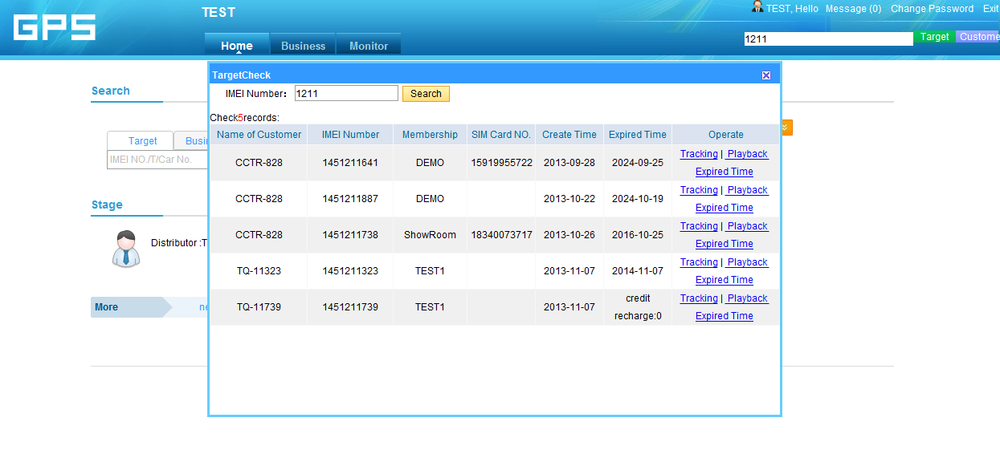 GPS
TEST
TEST, Hello Message (0) Change Password Exit
Home Business Monitor
1211 Target Custome
TargetCheck
IMEI Number: 1211 Search
Check5records:
Name of Customer IMEI Number Membership SIM Card NO. Create Time Expired Time Operate
CCTR-828 1451211641 DEMO 15919955722 2013-09-28 2024-09-25 Tracking | Playback
Expired Time
CCTR-828 1451211887 DEMO 2013-10-22 2024-10-19 Tracking | Playback
Expired Time
CCTR-828 1451211738 ShowRoom 18340073717 2013-10-26 2016-10-25 Tracking | Playback
Expired Time
TQ-11323 1451211323 TEST1 2013-11-07 2014-11-07 Tracking | Playback
Expired Time
TQ-11739 1451211739 TEST1 2013-11-07 credit recharge:0 Tracking | Playback
Expired Time
Search
Target Busi
IMEI NO./T/Car No.
Stage
Distributor :T
More ne